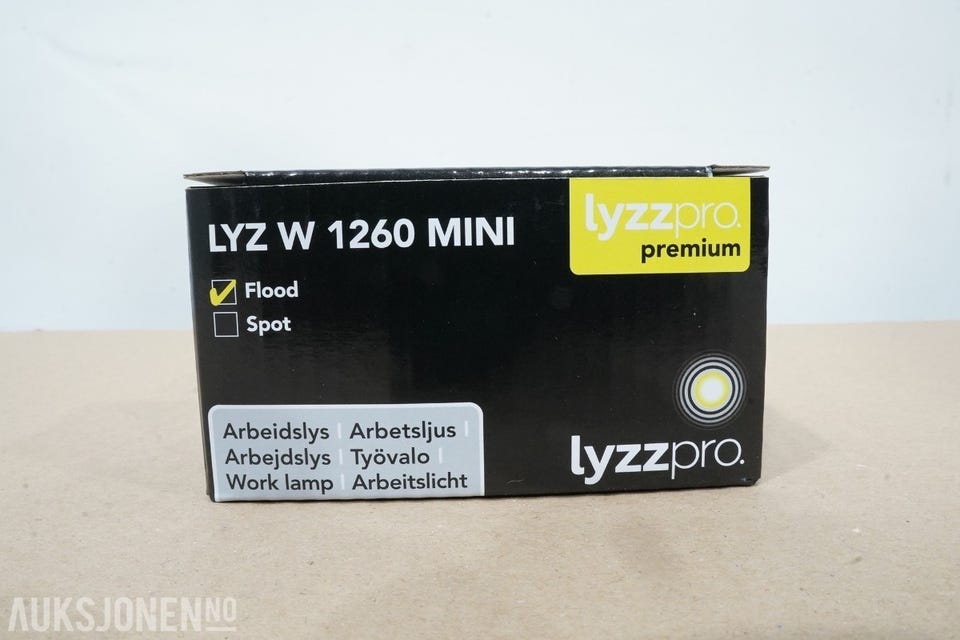 LYZ W 1260 MINI
lyzzpro.
premium
Flood
Spot
Arbeidslys | Arbetsljus |
Arbejdslys | Työvalo |
Work lamp | Arbeitslicht
lyzzpro.
AUKSJONEN NO